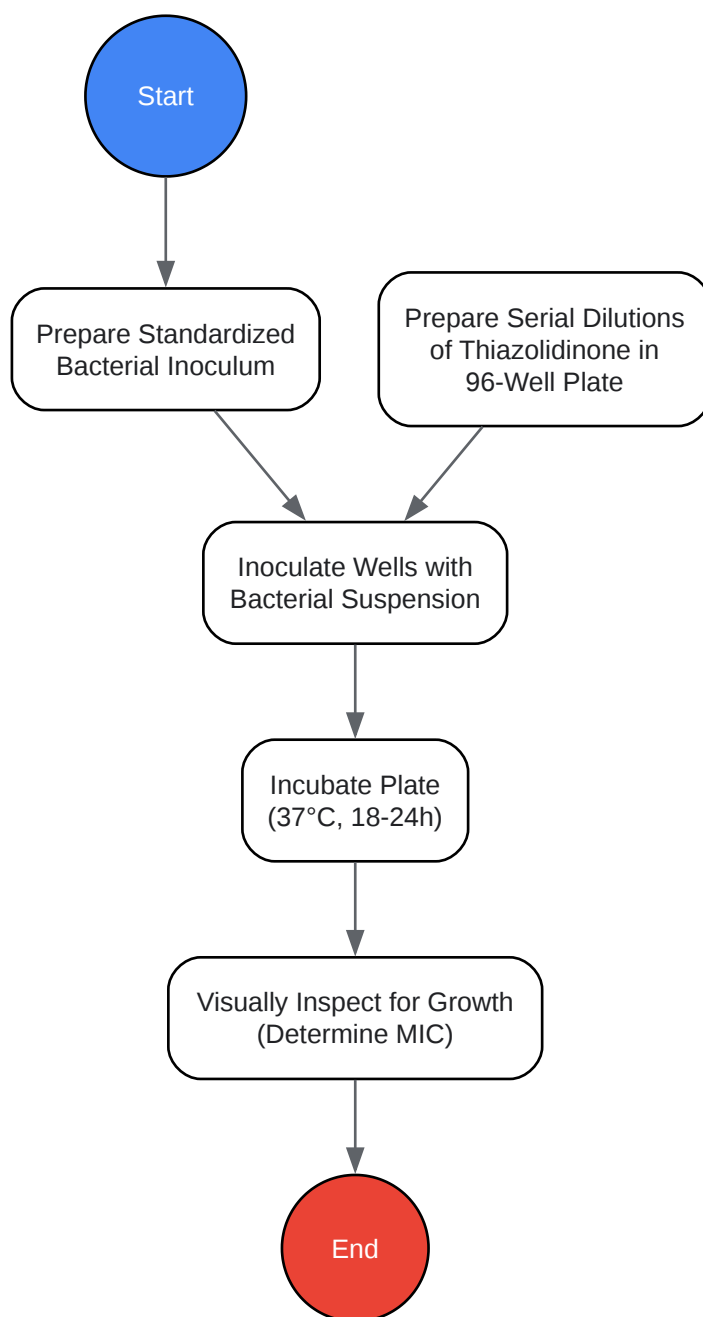 Start
Prepare Standardized
Bacterial Inoculum
Prepare Serial Dilutions
of Thiazolidinone in
96-Well Plate
Inoculate Wells with
Bacterial Suspension
Incubate Plate
(37°C, 18-24h)
Visually Inspect for Growth
(Determine MIC)
End